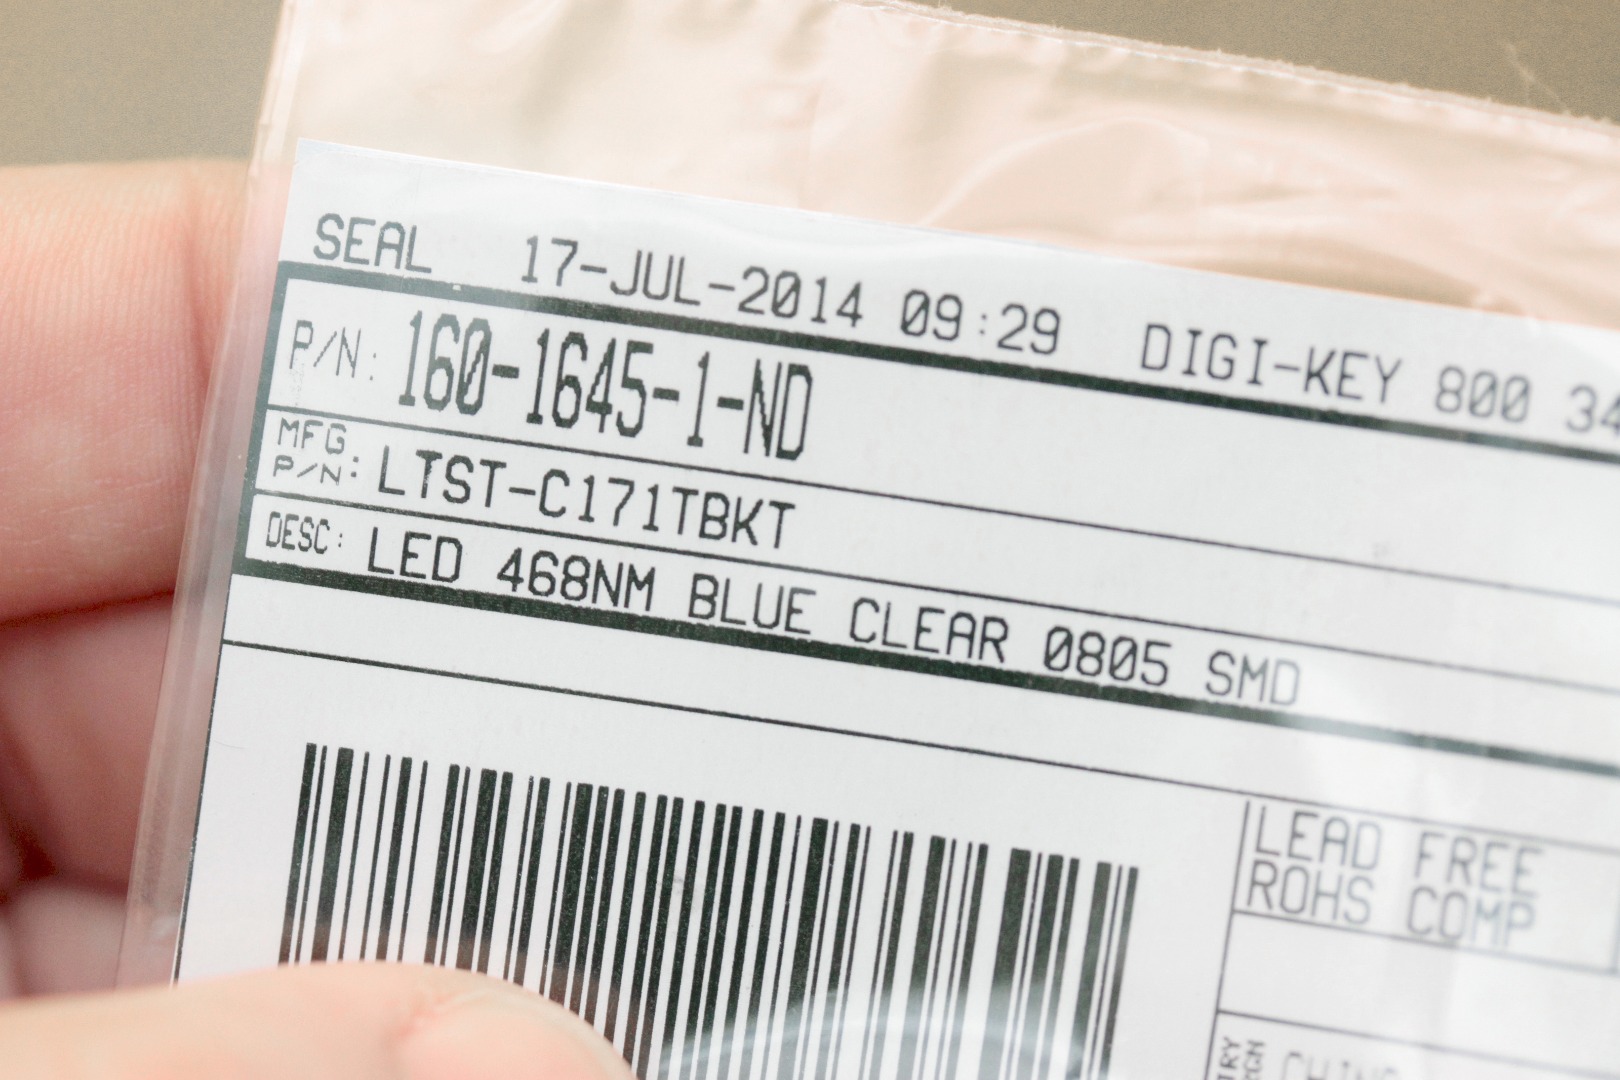 SEAL 17-JUL-2014 09:29 DIGI-KEY 800
P/N: 160-1645-1-ND
MFG
P/N: LTST-C171TBKT
DESC: LED 468NM BLUE CLEAR 0805 SMD
LEAD FREE
ROHS COMP